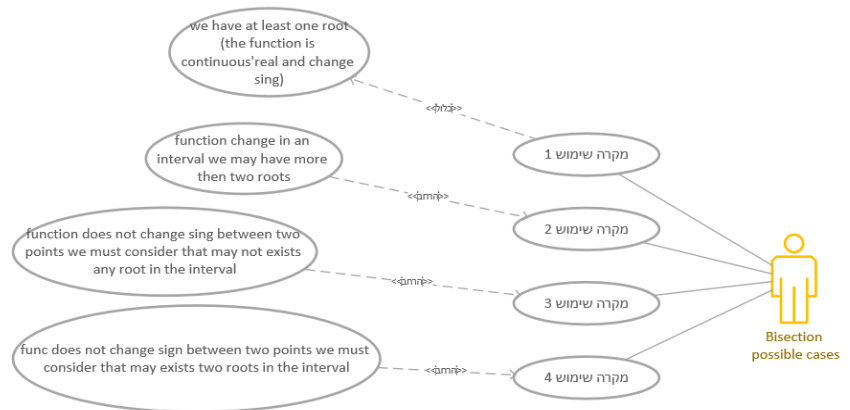 we have at least one root
(the function is
continuous'real and change
sing)
<<כלול>>
מקרה שימוש 1
function change in an
interval we may have more
then two roots
<<הרחב>>
מקרה שימוש 2
function does not change sing between two
points we must consider that may not exists
any root in the interval
<<הרחב>>
מקרה שימוש 3
func does not change sign between two points we must
consider that may exists two roots in the interval
<<הרחב>>
מקרה שימוש 4
Bisection
possible cases